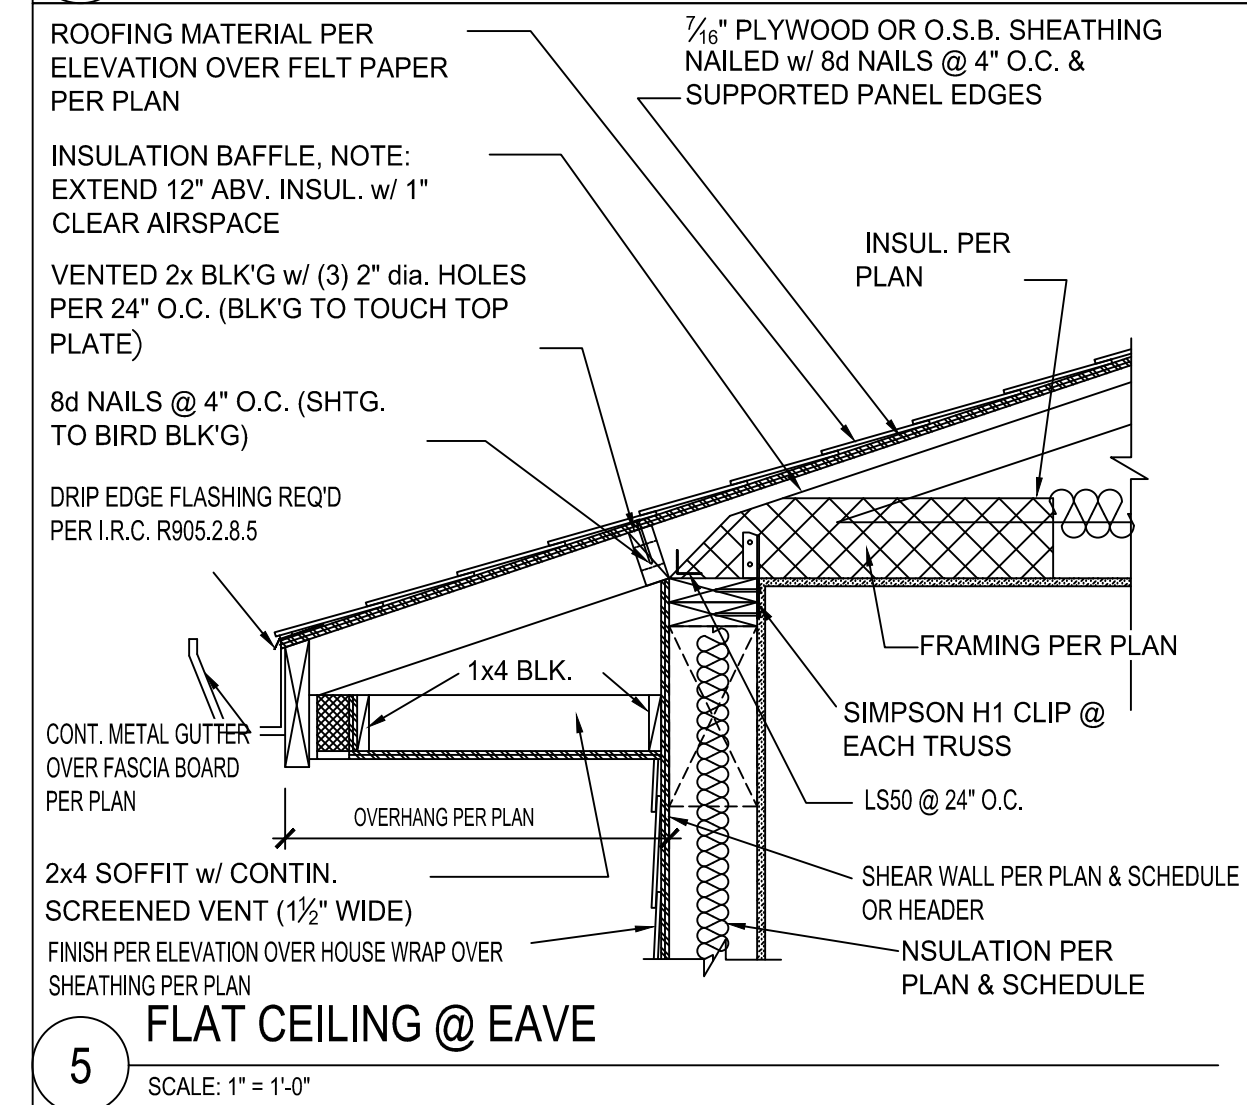 ROOFING MATERIAL PER
ELEVATION OVER FELT PAPER
PER PLAN
7/16" PLYWOOD OR O.S.B. SHEATHING
NAILED w/ 8d NAILS @ 4" O.C. &
SUPPORTED PANEL EDGES
INSULATION BAFFLE, NOTE:
EXTEND 12" ABV. INSUL. w/ 1"
CLEAR AIRSPACE
INSUL. PER
PLAN
VENTED 2x BLK'G w/ (3) 2" dia. HOLES
PER 24" O.C. (BLK'G TO TOUCH TOP
PLATE)
8d NAILS @ 4" O.C. (SHTG.
TO BIRD BLK'G)
DRIP EDGE FLASHING REQ'D
PER I.R.C. R905.2.8.5
FRAMING PER PLAN
1x4 BLK.
SIMPSON H1 CLIP @
EACH TRUSS
CONT. METAL GUTTER
OVER FASCIA BOARD
PER PLAN
LS50 @ 24" O.C.
OVERHANG PER PLAN
2x4 SOFFIT w/ CONTIN.
SCREENED VENT (1½" WIDE)
SHEAR WALL PER PLAN & SCHEDULE
OR HEADER
FINISH PER ELEVATION OVER HOUSE WRAP OVER
SHEATHING PER PLAN
NSULATION PER
PLAN & SCHEDULE
5
FLAT CEILING @ EAVE
SCALE: 1" = 1'-0"